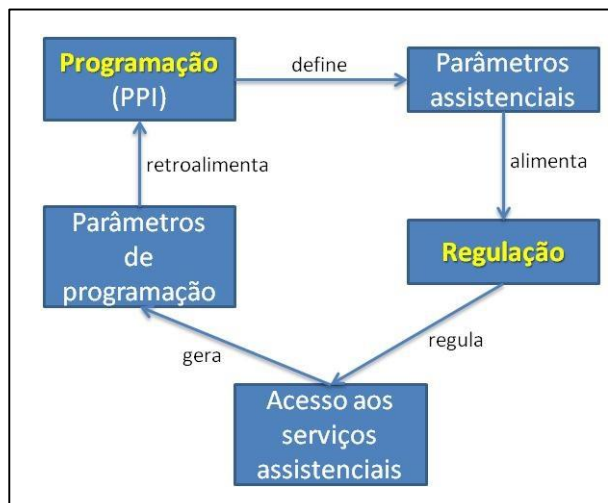 Programação
(PPI)
define
Parâmetros
assistenciais
retroalimenta
alimenta
Parâmetros
de
programação
Regulação
gera
regula
Acesso aos
serviços
assistenciais